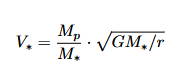 V_* = \frac{M_p}{M_*} \cdot \sqrt{GM_*/r}